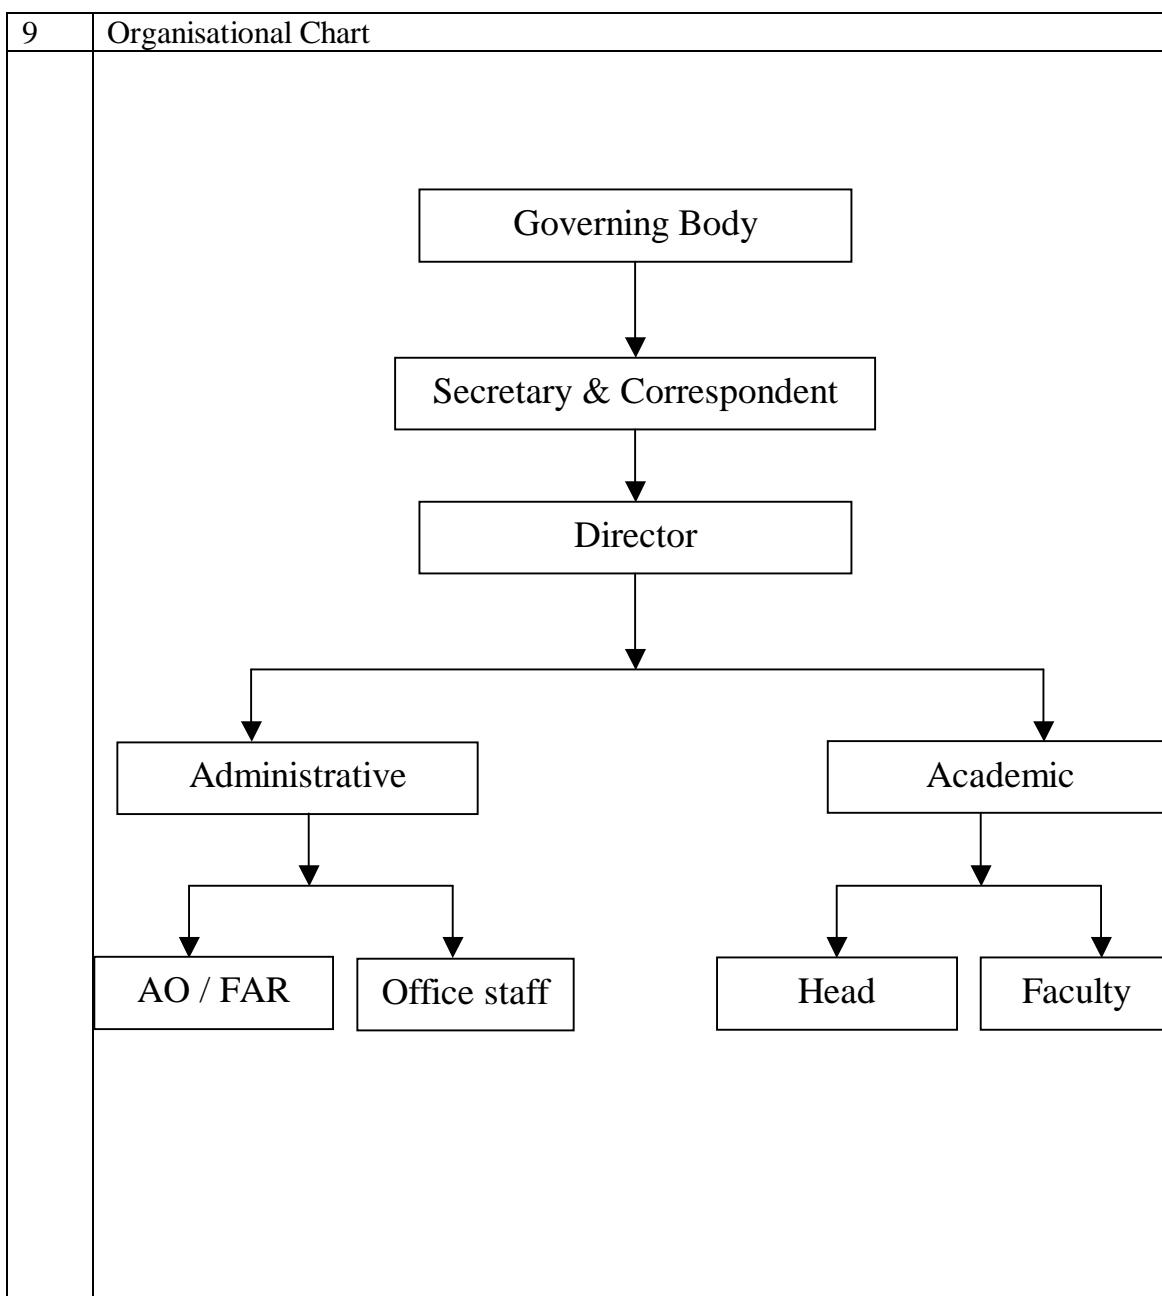 9 Organisational Chart
Governing Body
Secretary & Correspondent
Director
Administrative
Academic
AO / FAR
Office staff
Head
Faculty